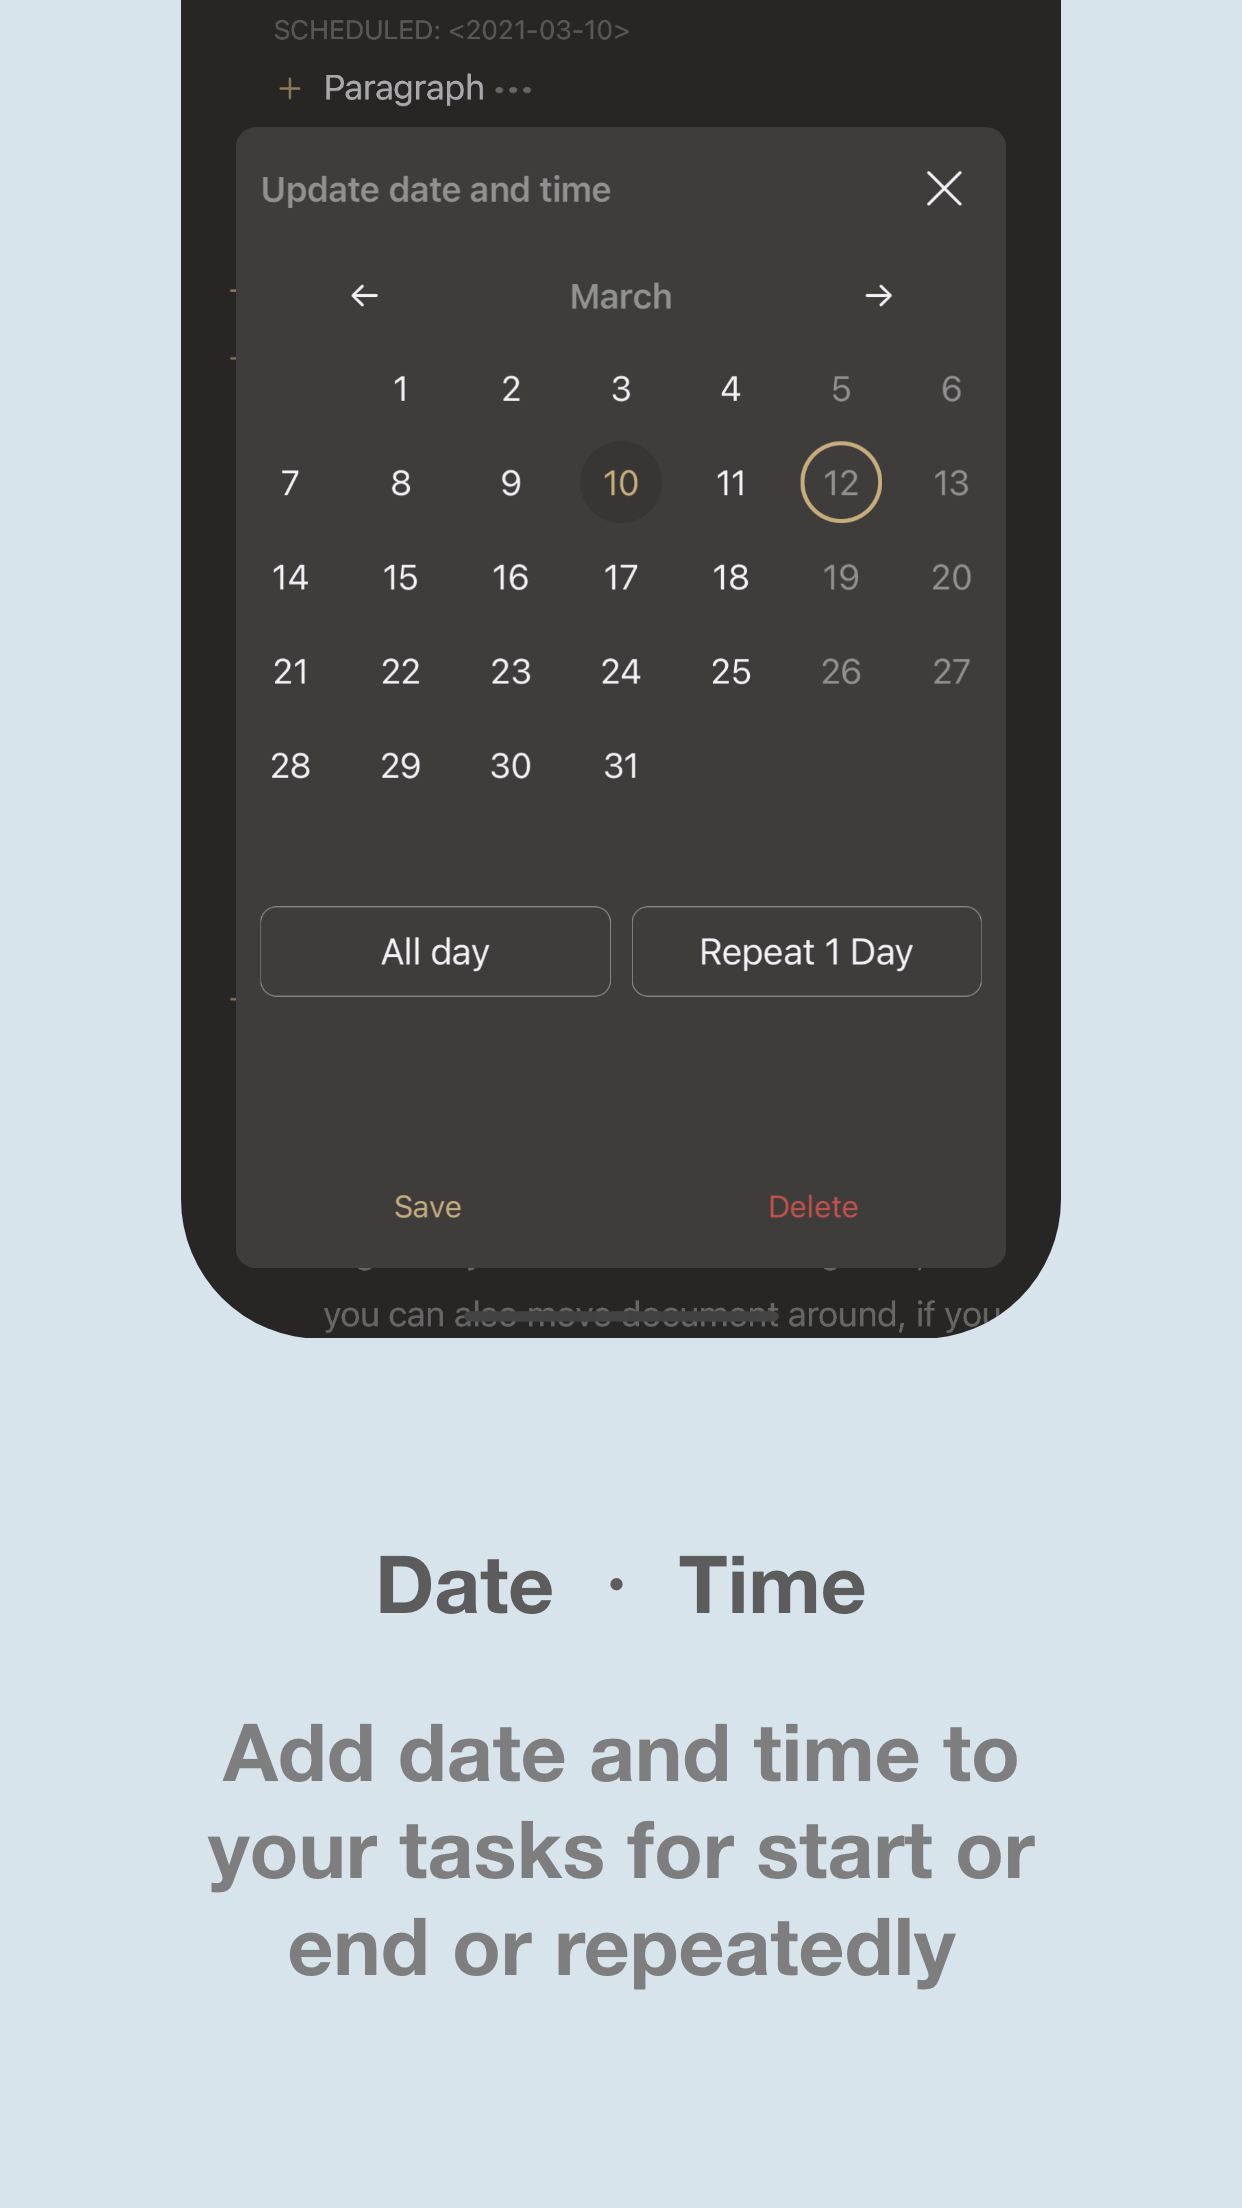 SCHEDULED: <2021-03-10>
Paragraph ···
Update date and time
March
1 2 3 4 5 6
7 8 9 10 11 12 13
14 15 16 17 18 19 20
21 22 23 24 25 26 27
28 29 30 31
All day Repeat 1 Day
Save Delete
you can also move document around, if you
Date · Time
Add date and time to
your tasks for start or
end or repeatedly